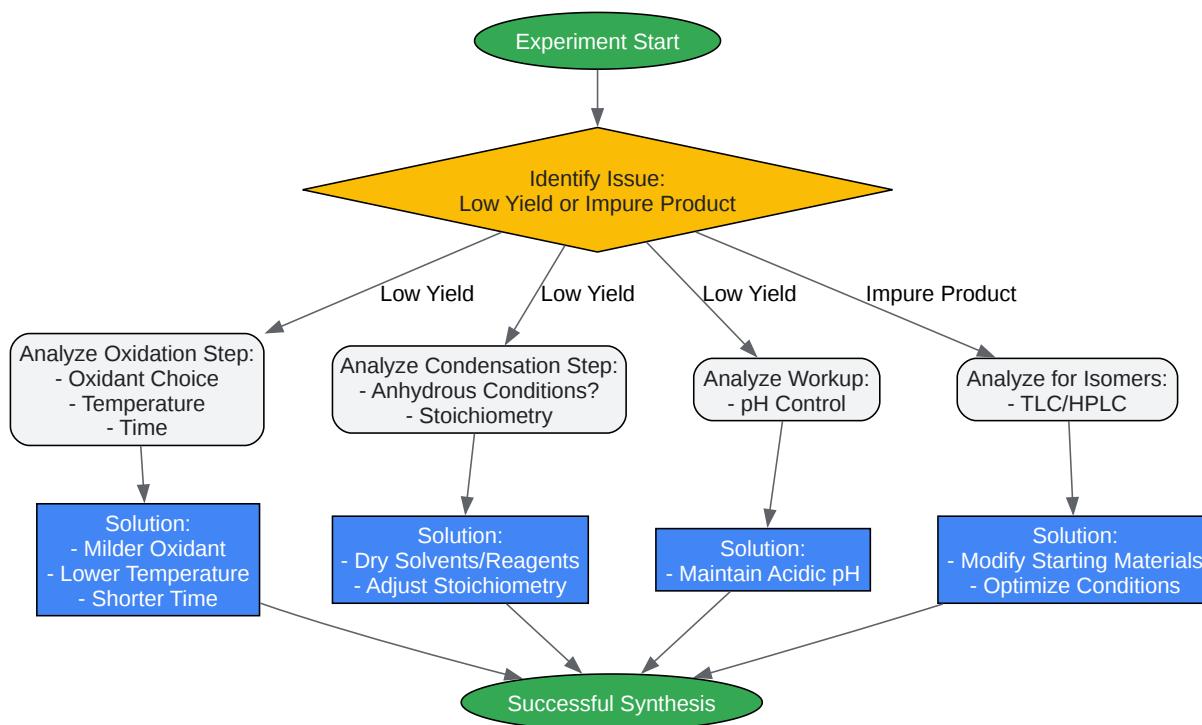 Experiment Start
Identify Issue:
Low Yield or Impure Product
Low Yield
Low Yield
Low Yield
Impure Product
Analyze Oxidation Step:
- Oxidant Choice
- Temperature
- Time
Analyze Condensation Step:
- Anhydrous Conditions?
- Stoichiometry
Analyze Workup:
- pH Control
Analyze for Isomers:
- TLC/HPLC
Solution:
- Milder Oxidant
- Lower Temperature
- Shorter Time
Solution:
- Dry Solvents/Reagents
- Adjust Stoichiometry
Solution:
- Maintain Acidic pH
Solution:
- Modify Starting Materials
- Optimize Conditions
Successful Synthesis